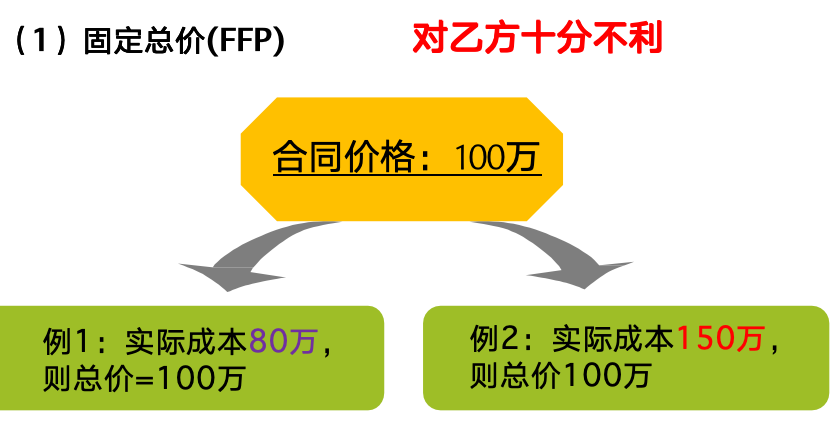 （1）固定总价(FFP)
对乙方十分不利
合同价格：100万
例1：实际成本80万，
则总价=100万
例2：实际成本150万，
则总价100万